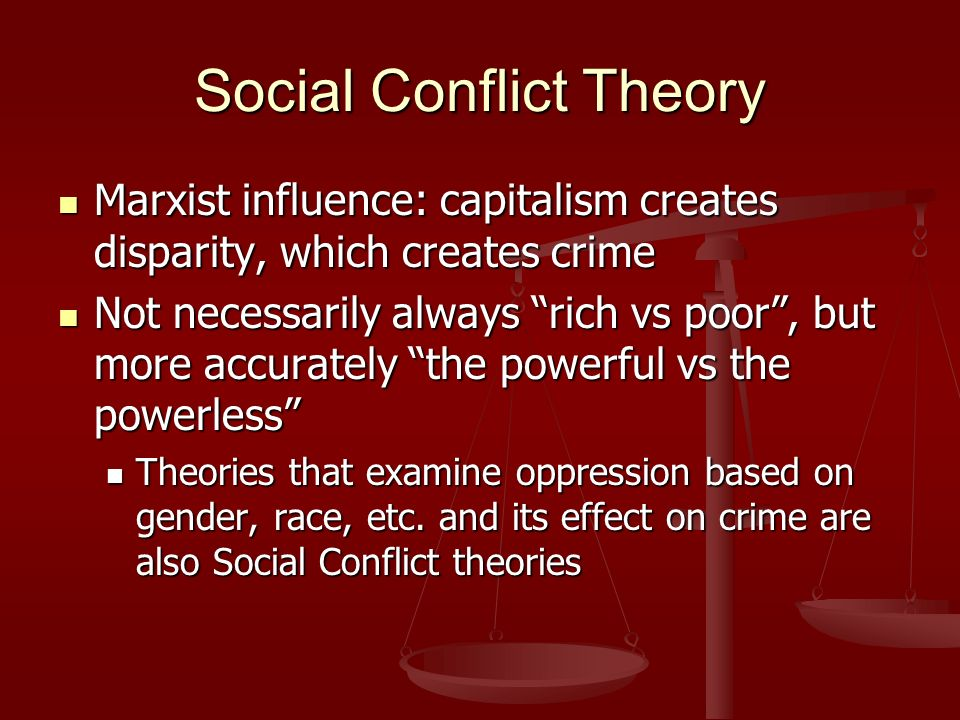 Social Conflict Theory
Marxist influence: capitalism creates
disparity, which creates crime
Not necessarily always “rich vs poor”, but
more accurately “the powerful vs the
powerless”
Theories that examine oppression based on
gender, race, etc. and its effect on crime are
also Social Conflict theories